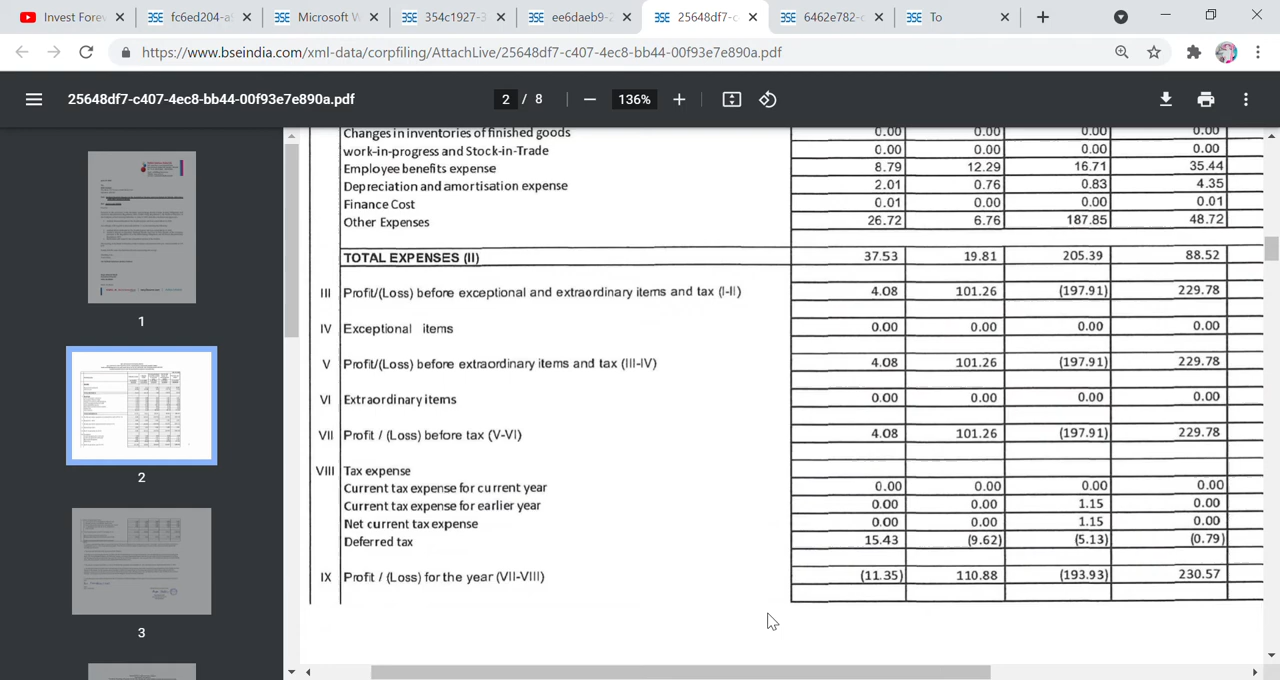 Invest Forev
fc6ed204-a9
Microsoft W
354c1927-3
ee6daeb9-2
25648df7-c
6462e782-c
To
https://www.bseindia.com/xml-data/corpfiling/AttachLive/25648df7-c407-4ec8-bb44-00f93e7e890a.pdf
25648df7-c407-4ec8-bb44-00f93e7e890a.pdf
2 / 8
136%
1
2
3
Changes in inventories of finished goods 0.00 0.00 0.00 0.00
work-in-progress and Stock-in-Trade 0.00 0.00 0.00 0.00
Employee benefits expense 8.79 12.29 16.71 35.44
Depreciation and amortisation expense 2.01 0.76 0.83 4.35
Finance Cost 0.01 0.00 0.00 0.01
Other Expenses 26.72 6.76 187.85 48.72
TOTAL EXPENSES (II) 37.53 19.81 205.39 88.52
III Profit/(Loss) before exceptional and extraordinary items and tax (I-II) 4.08 101.26 (197.91) 229.78
IV Exceptional items 0.00 0.00 0.00 0.00
V Profit/(Loss) before extraordinary items and tax (III-IV) 4.08 101.26 (197.91) 229.78
VI Extraordinary items 0.00 0.00 0.00 0.00
VII Profit / (Loss) before tax (V-VI) 4.08 101.26 (197.91) 229.78
VIII Tax expense
Current tax expense for current year 0.00 0.00 0.00 0.00
Current tax expense for earlier year 0.00 0.00 1.15 0.00
Net current tax expense 0.00 0.00 1.15 0.00
Deferred tax 15.43 (9.62) (5.13) (0.79)
IX Profit / (Loss) for the year (VII-VIII) (11.35) 110.88 (193.93) 230.57